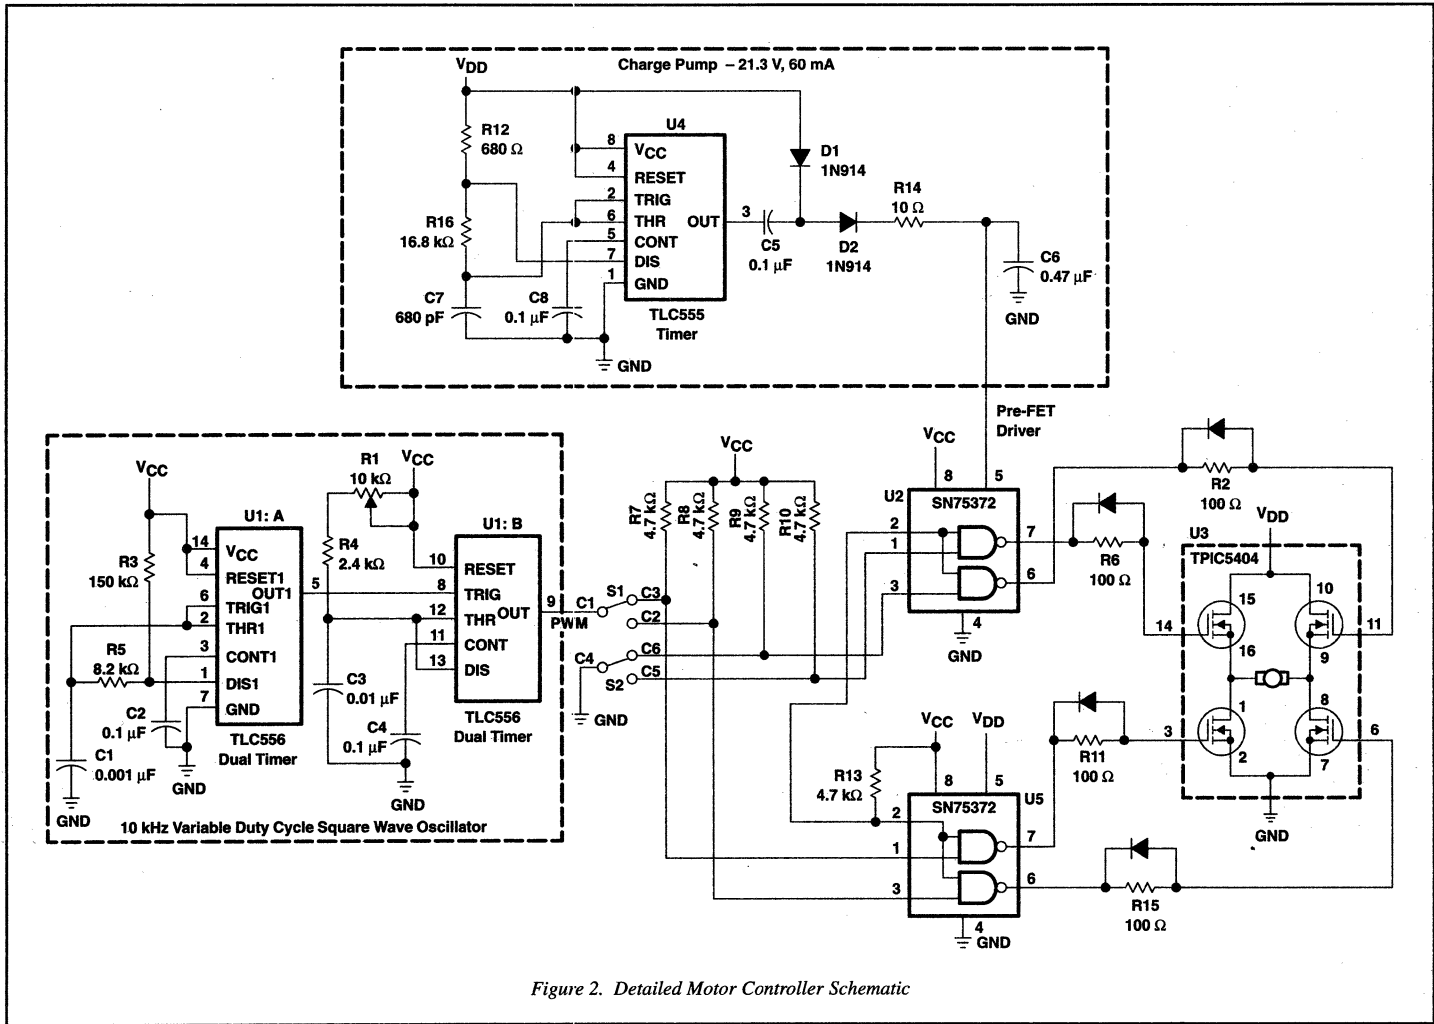 Charge Pump – 21.3 V, 60 mA
VDD
R12
680 Ω
R16
16.8 kΩ
C7
680 pF
C8
0.1 μF
U4
8 VCC
4 RESET
2 TRIG
6 THR
5 CONT
7 DIS
1 GND
OUT 3
TLC555
Timer
GND
D1
1N914
C5
0.1 μF
D2
1N914
R14
10 Ω
C6
0.47 μF
GND
Pre-FET
Driver
VCC
R3
150 kΩ
R5
8.2 kΩ
C1
0.001 μF
GND
C2
0.1 μF
GND
U1: A
14 VCC
4 RESET1
OUT1 5
6 TRIG1
2 THR1
3 CONT1
1 DIS1
7 GND
TLC556
Dual Timer
R1
10 kΩ
VCC
R4
2.4 kΩ
C3
0.01 μF
C4
0.1 μF
GND
U1: B
10 RESET
8 TRIG
12 THR
OUT 9
11 CONT
13 DIS
TLC556
Dual Timer
10 kHz Variable Duty Cycle Square Wave Oscillator
PWM
C1 S1 C3
C2
C4 S2 C6
C5
GND
VCC
R7
4.7 kΩ
R8
4.7 kΩ
R9
4.7 kΩ
R10
4.7 kΩ
VCC
8 5
U2
SN75372
2
1
3
7
6
4
GND
R6
100 Ω
R2
100 Ω
VDD
U3
TPIC5404
15 10
14 11
16 9
1 8
3 6
2 7
GND
VCC VDD
R13
4.7 kΩ
8 5
U5
SN75372
2
1
3
7
6
4
GND
R11
100 Ω
R15
100 Ω
Figure 2. Detailed Motor Controller Schematic